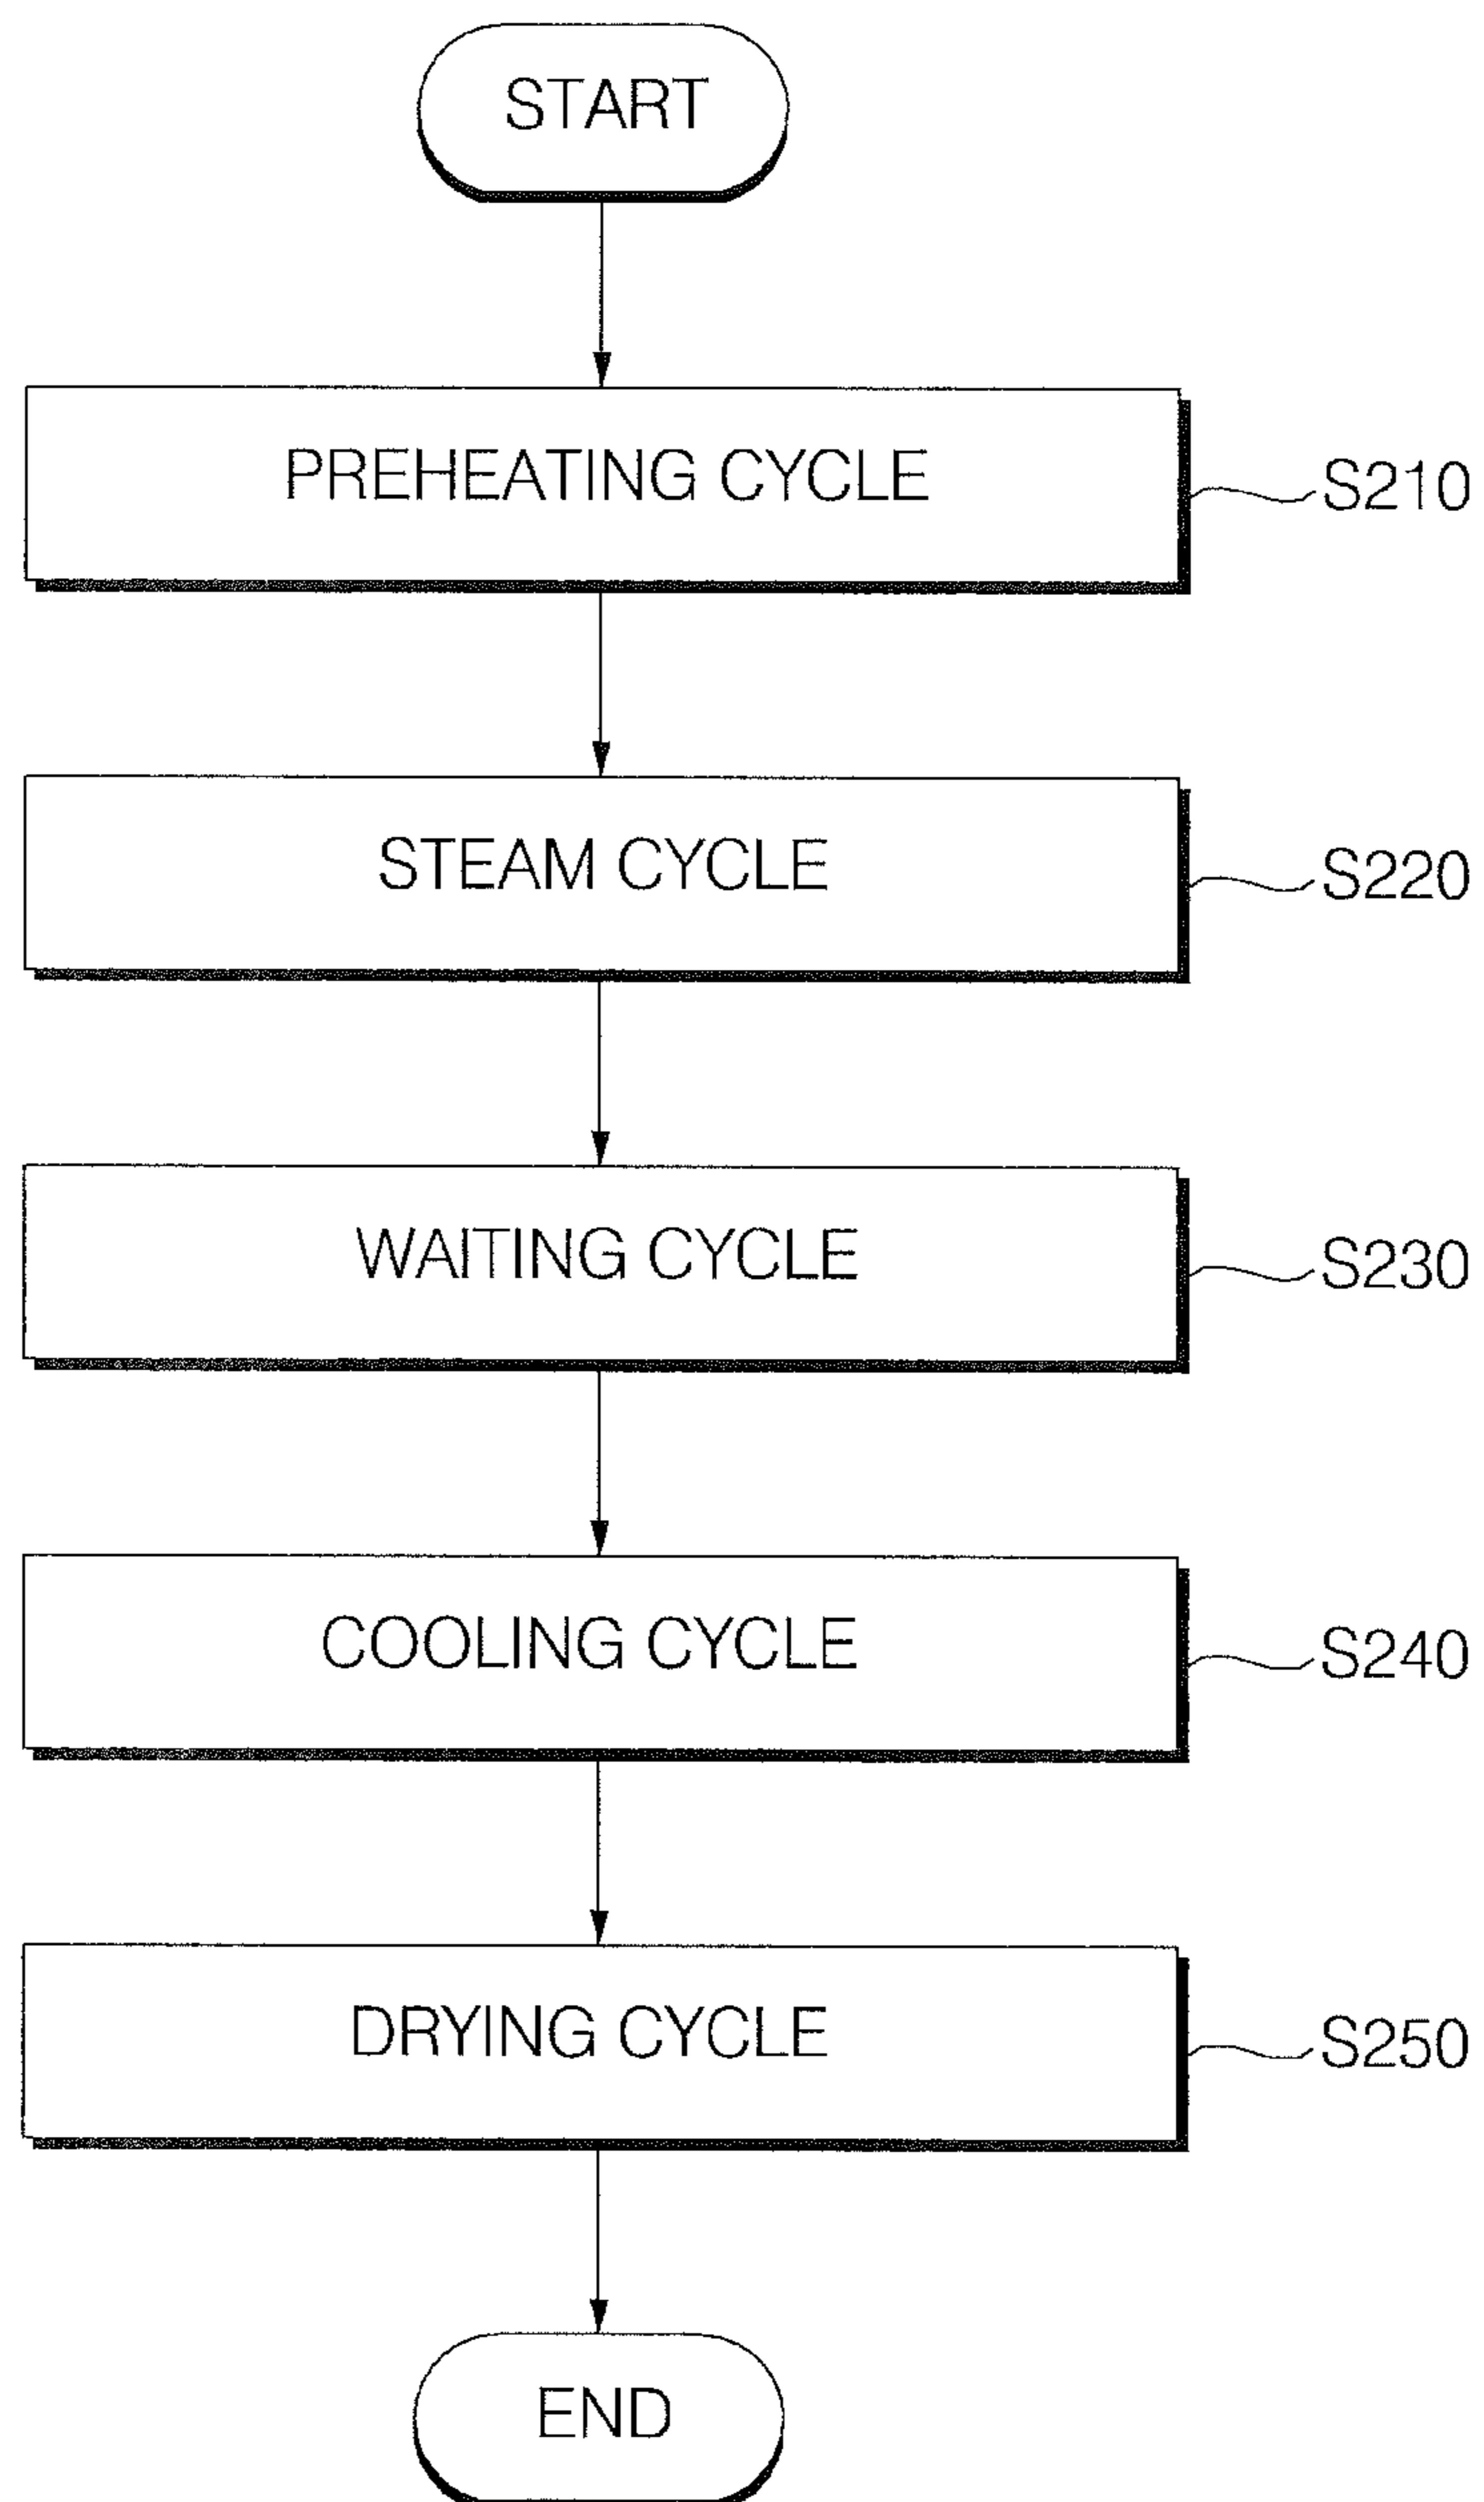 START
PREHEATING CYCLE
S210
STEAM CYCLE
S220
WAITING CYCLE
S230
COOLING CYCLE
S240
DRYING CYCLE
S250
END